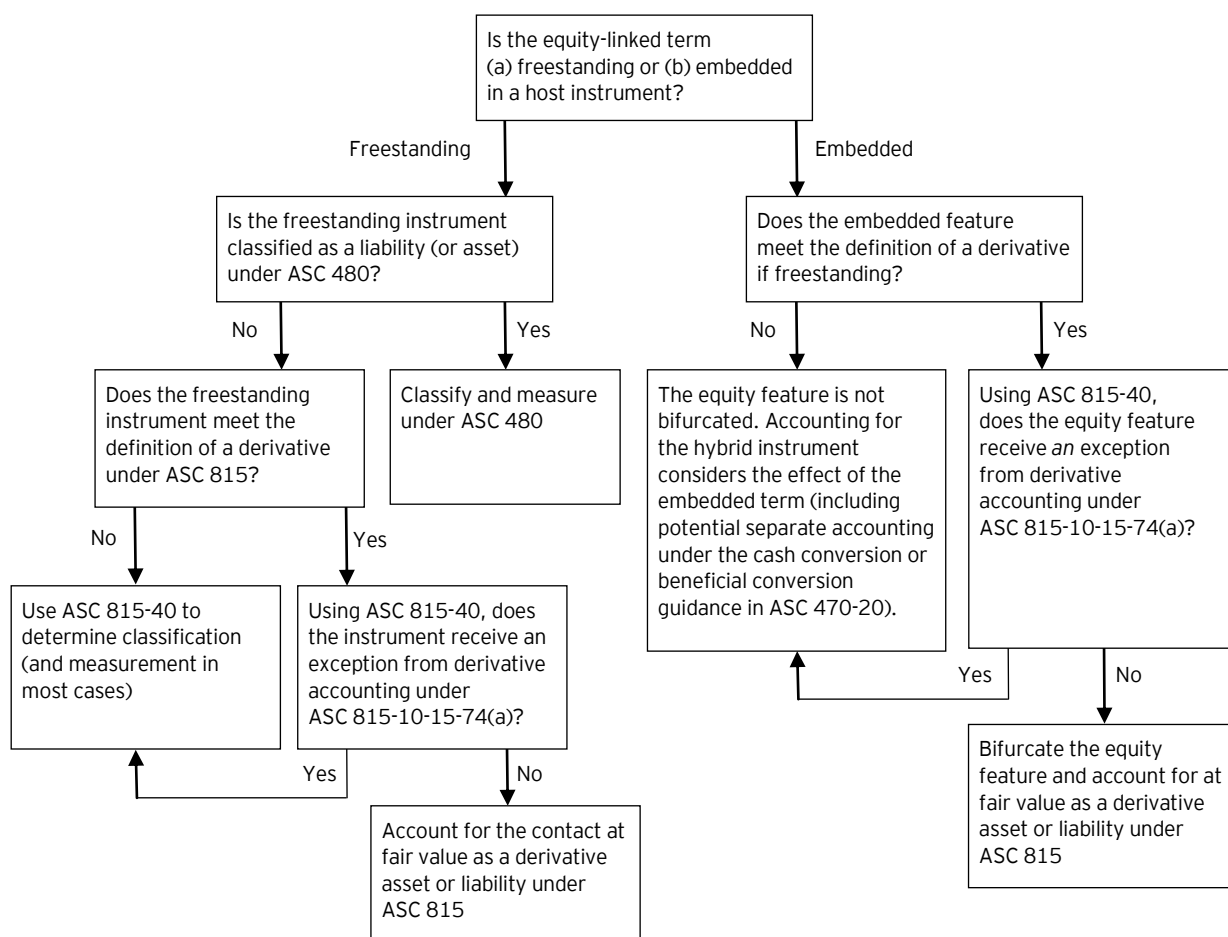 Is the equity-linked term
(a) freestanding or (b) embedded
in a host instrument?
Freestanding
Embedded
Is the freestanding instrument
classified as a liability (or asset)
under ASC 480?
Does the embedded feature
meet the definition of a derivative
if freestanding?
No
Yes
No
Yes
Does the freestanding
instrument meet the
definition of a derivative
under ASC 815?
Classify and measure
under ASC 480
The equity feature is not
bifurcated. Accounting for
the hybrid instrument
considers the effect of the
embedded term (including
potential separate accounting
under the cash conversion or
beneficial conversion
guidance in ASC 470-20).
Using ASC 815-40,
does the equity feature
receive an exception
from derivative
accounting under
ASC 815-10-15-74(a)?
No
Yes
Use ASC 815-40 to
determine classification
(and measurement in
most cases)
Using ASC 815-40, does
the instrument receive an
exception from derivative
accounting under
ASC 815-10-15-74(a)?
Yes
No
Yes
No
Account for the contact at
fair value as a derivative
asset or liability under
ASC 815
Bifurcate the equity
feature and account for at
fair value as a derivative
asset or liability under
ASC 815